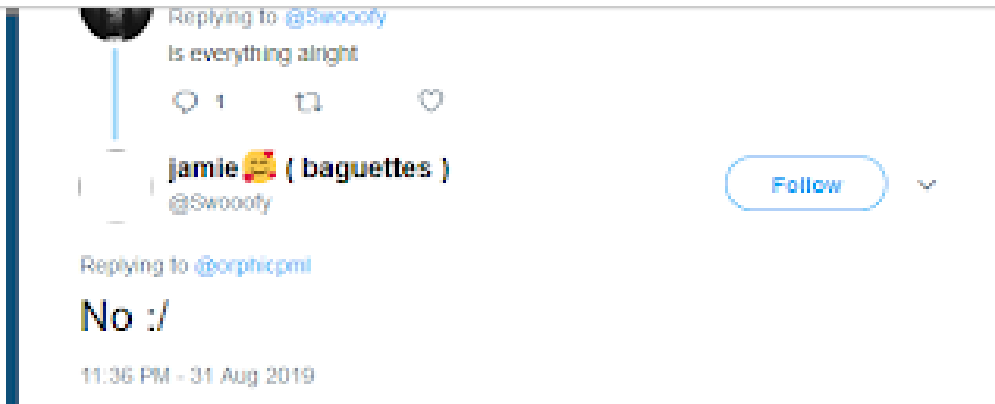 Replying to @Swooofy
Is everything alright
1
jamie🥰 ( baguettes )
@Swooofy
Follow
Replying to @orphicpml
No :/
11:36 PM - 31 Aug 2019